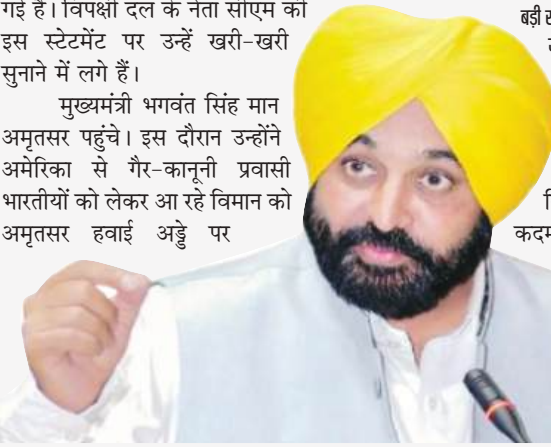 गई है। विपक्षी दल के नेता सीएम की
इस स्टेटमेंट पर उन्हें खरी-खरी
सुनाने में लगे हैं।
मुख्यमंत्री भगवंत सिंह मान
अमृतसर पहुंचे। इस दौरान उन्होंने
अमेरिका से गैर-कानूनी प्रवासी
भारतीयों को लेकर आ रहे विमान को
अमृतसर हवाई अड्डे पर
बड़ी